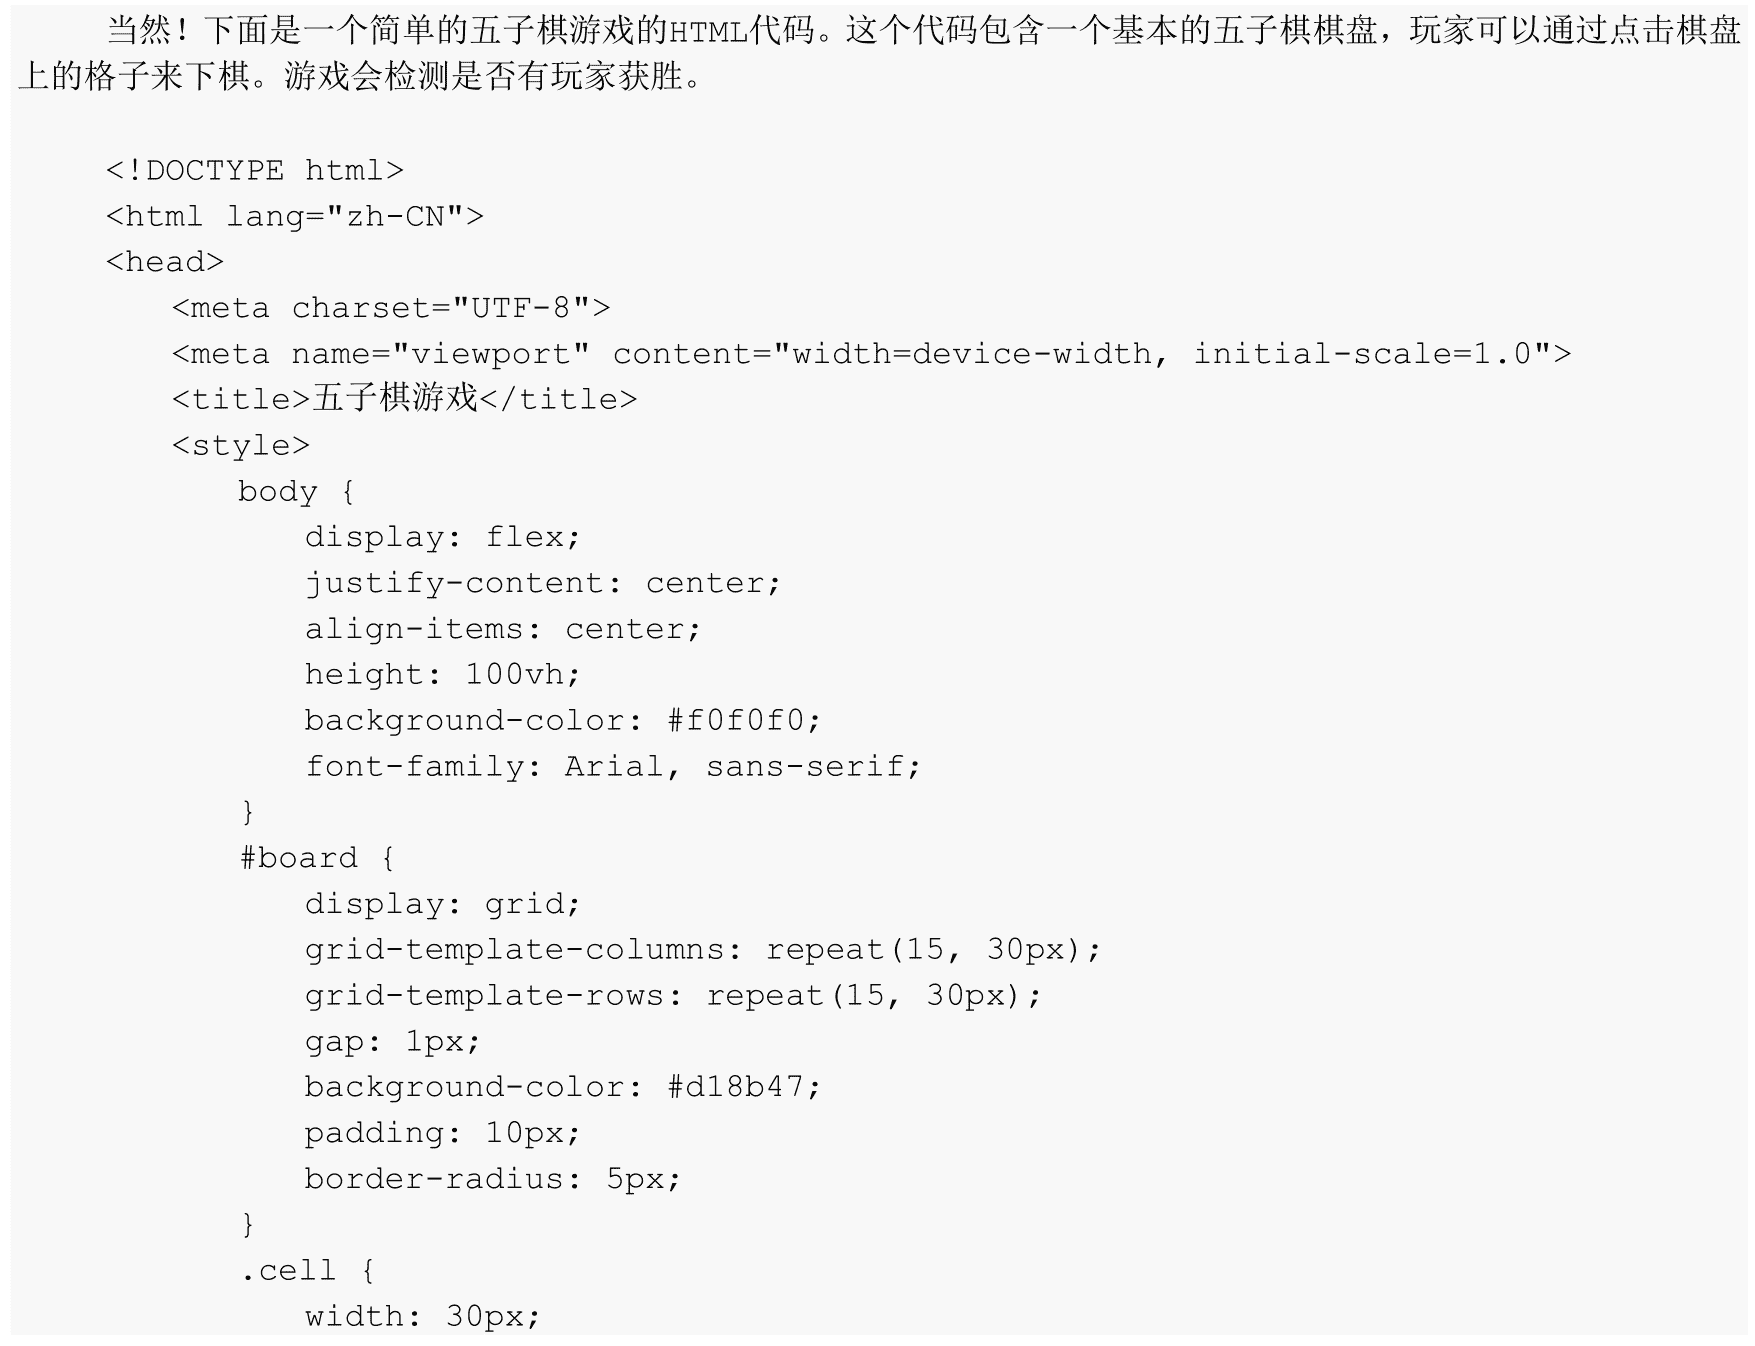 当然！下面是一个简单的五子棋游戏的HTML代码。这个代码包含一个基本的五子棋棋盘，玩家可以通过点击棋盘
上的格子来下棋。游戏会检测是否有玩家获胜。
<!DOCTYPE html>
<html lang="zh-CN">
<head>
<meta charset="UTF-8">
<meta name="viewport" content="width=device-width, initial-scale=1.0">
<title>五子棋游戏</title>
<style>
body {
display: flex;
justify-content: center;
align-items: center;
height: 100vh;
background-color: #f0f0f0;
font-family: Arial, sans-serif;
}
#board {
display: grid;
grid-template-columns: repeat(15, 30px);
grid-template-rows: repeat(15, 30px);
gap: 1px;
background-color: #d18b47;
padding: 10px;
border-radius: 5px;
}
.cell {
width: 30px;